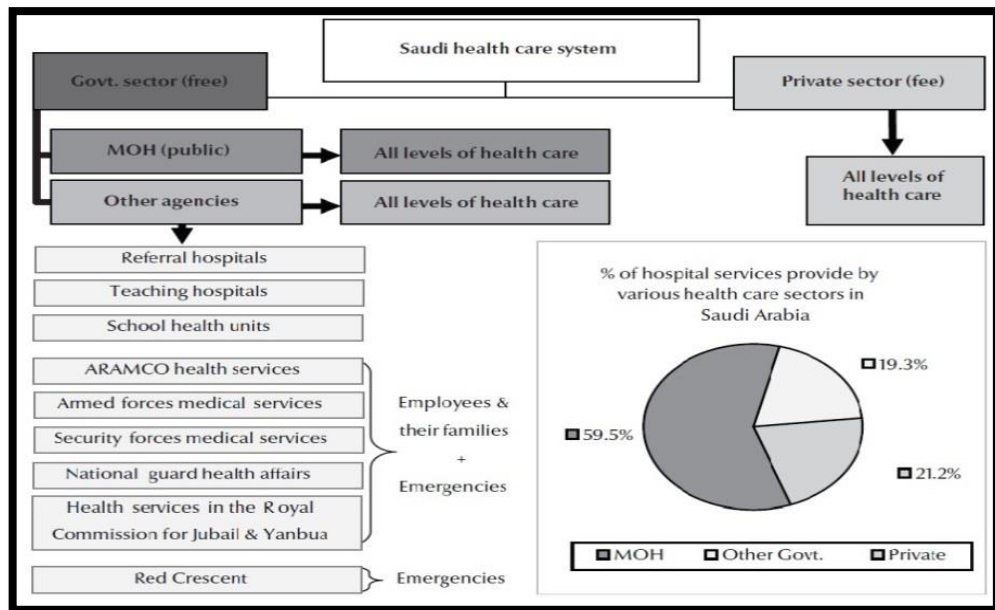 Saudi health care system
Govt. sector (free)
Private sector (fee)
MOH (public)
All levels of health care
Other agencies
All levels of health care
All levels of
health care
Referral hospitals
Teaching hospitals
School health units
ARAMCO health services
Armed forces medical services
Security forces medical services
National guard health affairs
Health services in the Royal
Commission for Jubail & Yanbua
Employees &
their families
+
Emergencies
Red Crescent
Emergencies
% of hospital services provide by
various health care sectors in
Saudi Arabia
19.3%
59.5%
21.2%
MOH
Other Govt.
Private